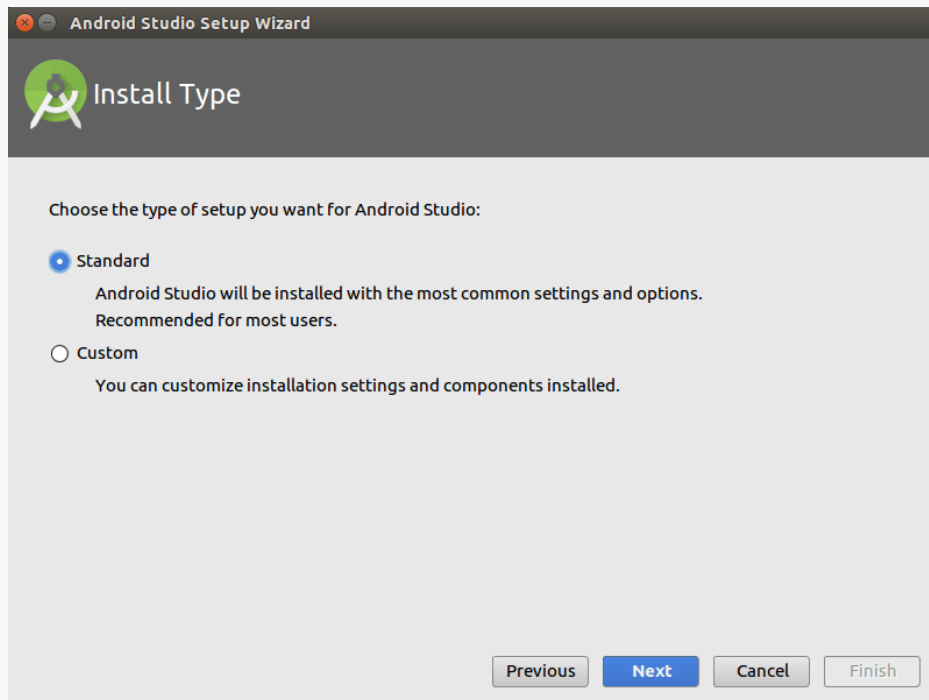 Android Studio Setup Wizard
Install Type
Choose the type of setup you want for Android Studio:
Standard
Android Studio will be installed with the most common settings and options.
Recommended for most users.
Custom
You can customize installation settings and components installed.
Previous Next Cancel Finish